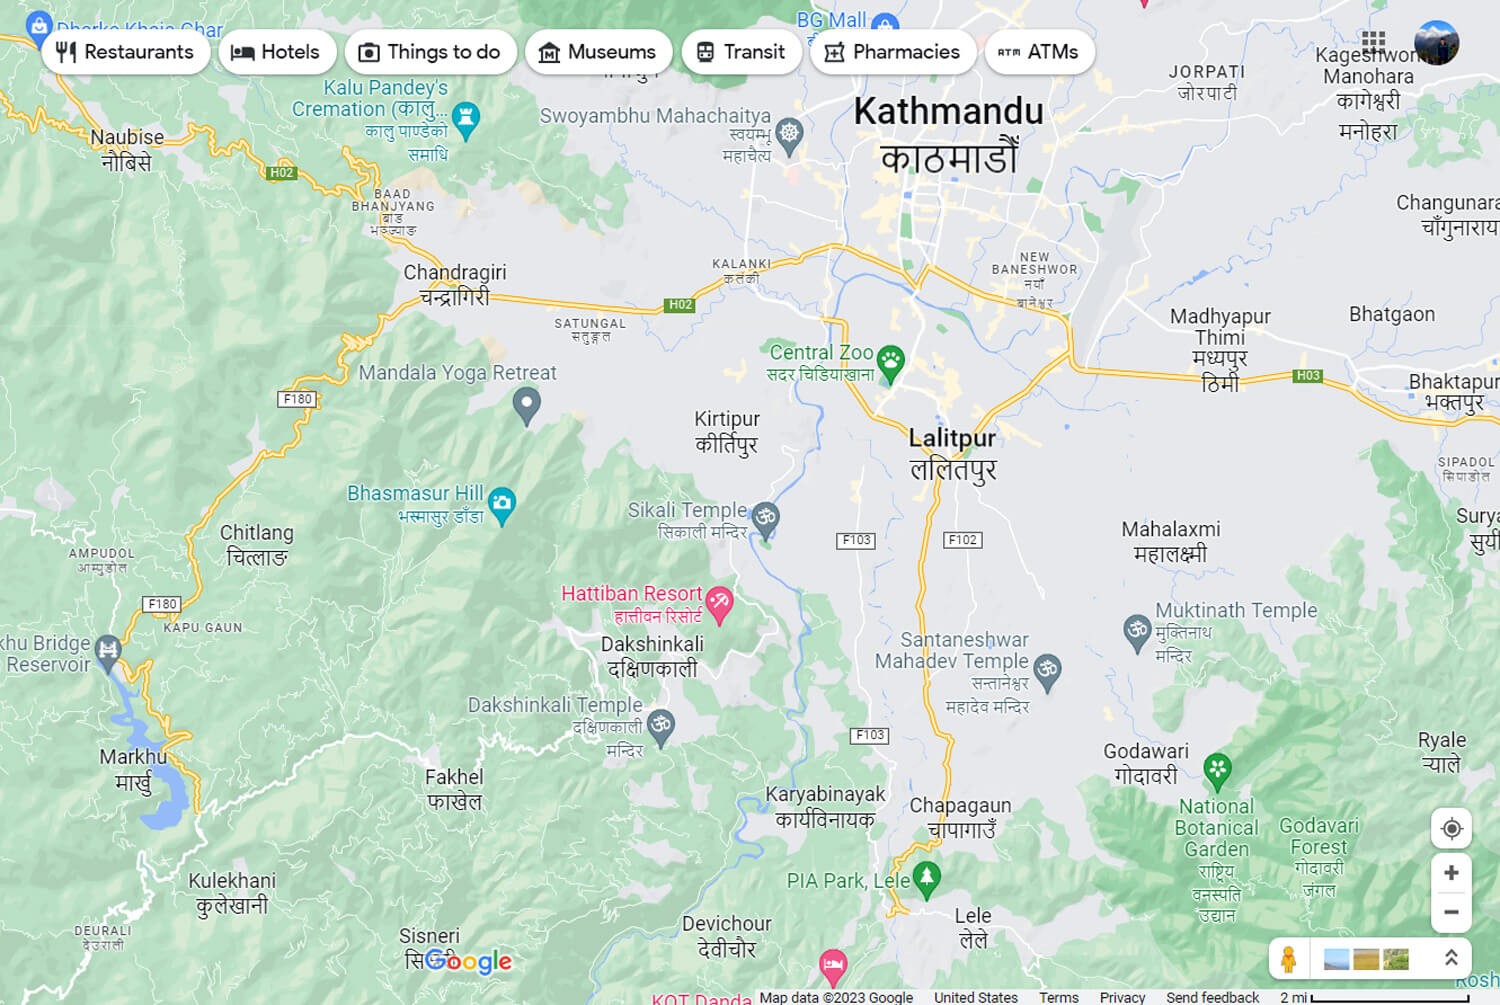 Dharke Khaja Ghar
BG Mall
Restaurants
Hotels
Things to do
Museums
Transit
Pharmacies
ATM ATMs
Kageshwori
Manohara
कागेश्वरी
मनोहरा
JORPATI
जोरपाटी
Kalu Pandey's
Cremation (कालु...
कालु पाण्डेको
समाधि
Swoyambhu Mahachaitya
स्वयम्भू
महाचैत्य
Kathmandu
काठमाडौँ
Naubise
नौबिसे
H02
BAAD
BHANJYANG
बाड
भञ्ज्याङ
Changunara
चाँगुनाराय
Chandragiri
चन्द्रागिरी
KALANKI
कलंकी
NEW
BANESHWOR
नयाँ
बानेश्वर
H02
SATUNGAL
सतुङ्गल
Madhyapur
Thimi
मध्यपुर
ठिमी
Bhatgaon
Central Zoo
सदर चिडियाखाना
Mandala Yoga Retreat
H03
Bhaktapur
भक्तपुर
F180
Kirtipur
कीर्तिपुर
Lalitpur
ललितपुर
SIPADOL
सिपाडोल
Bhasmasur Hill
भस्मासुर डाँडा
Sikali Temple
सिकाली मन्दिर
Chitlang
चित्लाङ
F103
F102
Mahalaxmi
महालक्ष्मी
Surya
सुर्य
AMPUDOL
आम्पुडोल
F180
KAPU GAUN
Hattiban Resort
हात्तीवन रिसोर्ट
Dakshinkali
दक्षिणकाली
Muktinath Temple
मुक्तिनाथ
मन्दिर
khu Bridge
Reservoir
Santaneshwar
Mahadev Temple
सन्तानेश्वर
महादेव मन्दिर
Dakshinkali Temple
दक्षिणकाली
मन्दिर
F103
Markhu
मार्खु
Fakhel
फाखेल
Godawari
गोदावरी
Ryale
र्‍याले
Karyabinayak
कार्यविनायक
Chapagaun
चापागाउँ
National
Botanical
Garden
राष्ट्रिय
वनस्पति
उद्यान
Godavari
Forest
गोदावरी
जंगल
PIA Park, Lele
Kulekhani
कुलेखानी
Lele
लेले
Devichour
देवीचौर
DEURALI
देउराली
Sisneri
Google
KOT Danda
Rosh
Map data ©2023 Google
United States
Terms
Privacy
Send feedback
2 mi